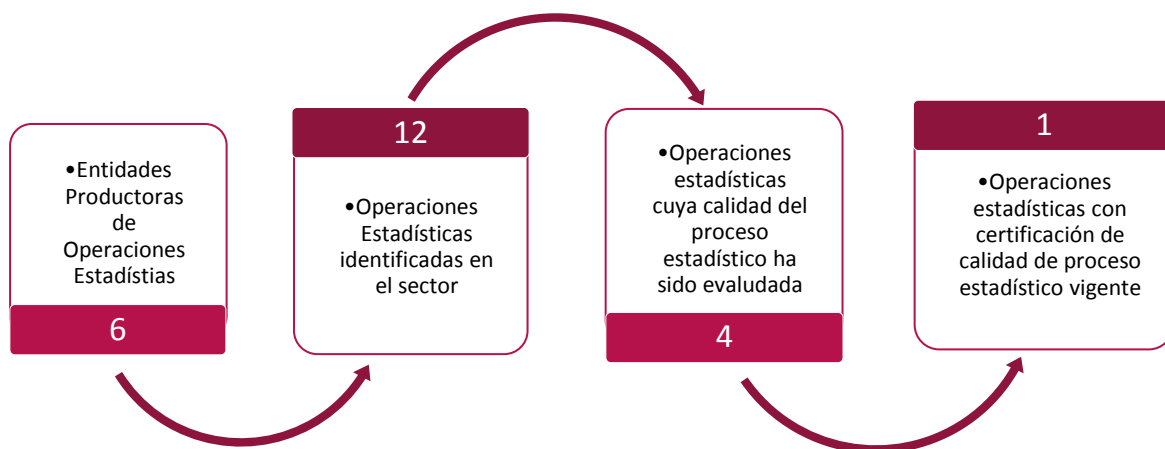 •Entidades
Productoras
de
Operaciones
Estadístias
6
12
•Operaciones
Estadísticas
identificadas en
el sector
•Operaciones
estadísticas
cuya calidad del
proceso
estadístico ha
sido evaludada
4
1
•Operaciones
estadísticas con
certificación de
calidad de proceso
estadístico vigente